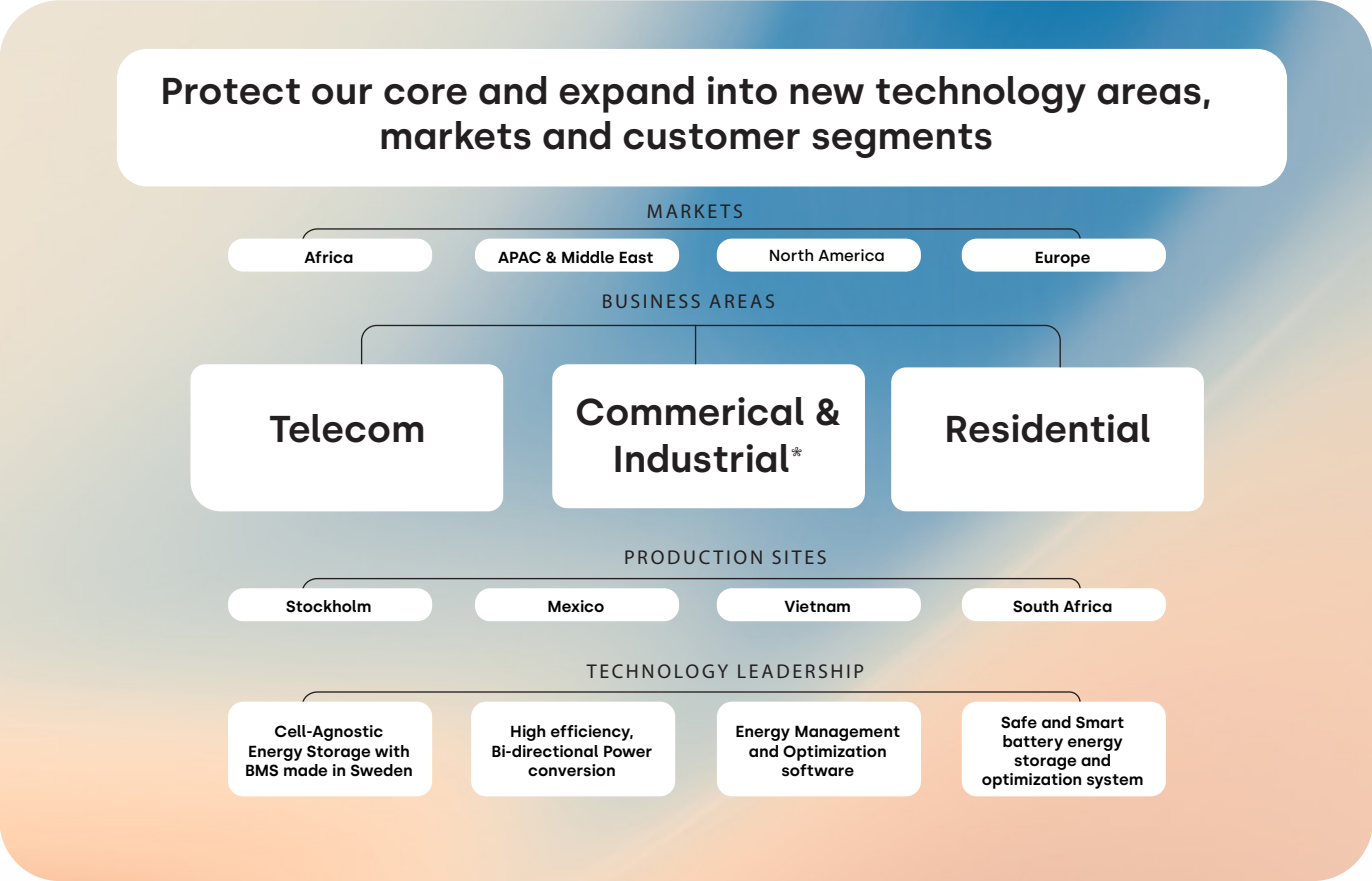 Protect our core and expand into new technology areas,
markets and customer segments
MARKETS
Africa
APAC & Middle East
North America
Europe
BUSINESS AREAS
Telecom
Commerical &
Industrial*
Residential
PRODUCTION SITES
Stockholm
Mexico
Vietnam
South Africa
TECHNOLOGY LEADERSHIP
Cell-Agnostic
Energy Storage with
BMS made in Sweden
High efficiency,
Bi-directional Power
conversion
Energy Management
and Optimization
software
Safe and Smart
battery energy
storage and
optimization system